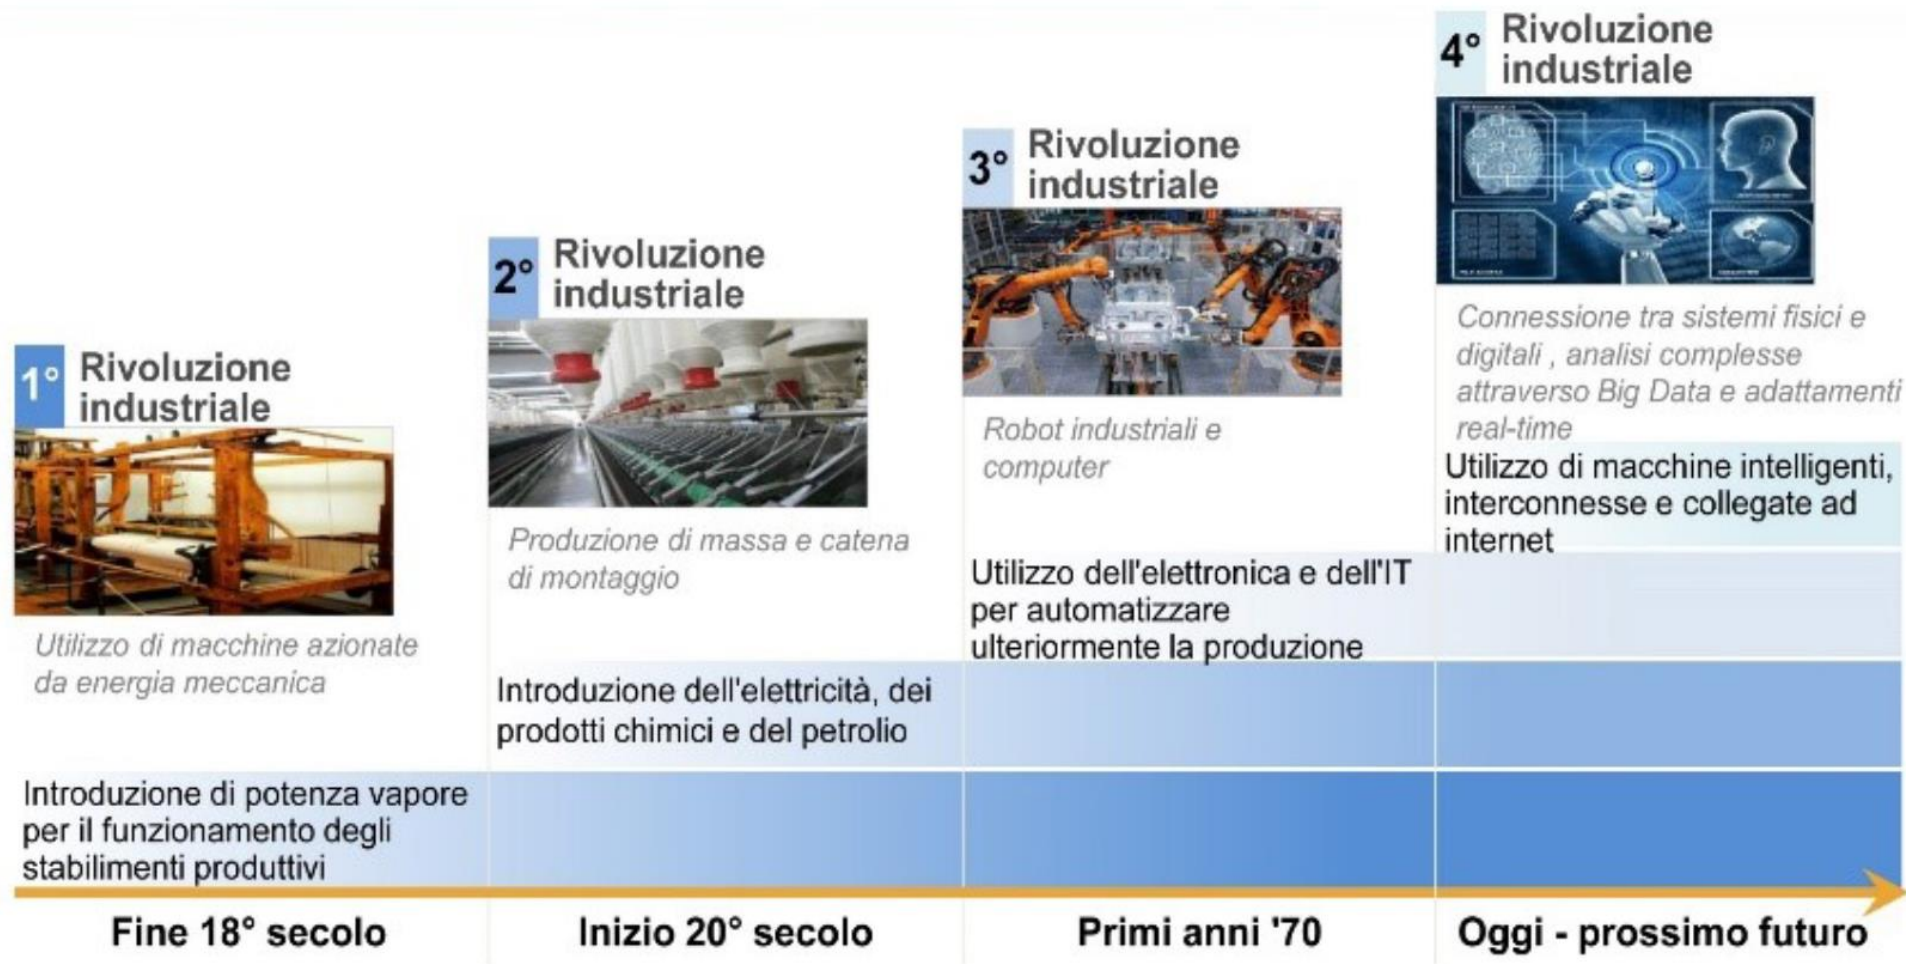 1°
Rivoluzione
industriale
Utilizzo di macchine azionate
da energia meccanica
Introduzione di potenza vapore
per il funzionamento degli
stabilimenti produttivi
Fine 18° secolo
2°
Rivoluzione
industriale
Produzione di massa e catena
di montaggio
Introduzione dell'elettricità, dei
prodotti chimici e del petrolio
Inizio 20° secolo
3°
Rivoluzione
industriale
Robot industriali e
computer
Utilizzo dell'elettronica e dell'IT
per automatizzare
ulteriormente la produzione
Primi anni '70
4°
Rivoluzione
industriale
Connessione tra sistemi fisici e
digitali , analisi complesse
attraverso Big Data e adattamenti
real-time
Utilizzo di macchine intelligenti,
interconnesse e collegate ad
internet
Oggi - prossimo futuro